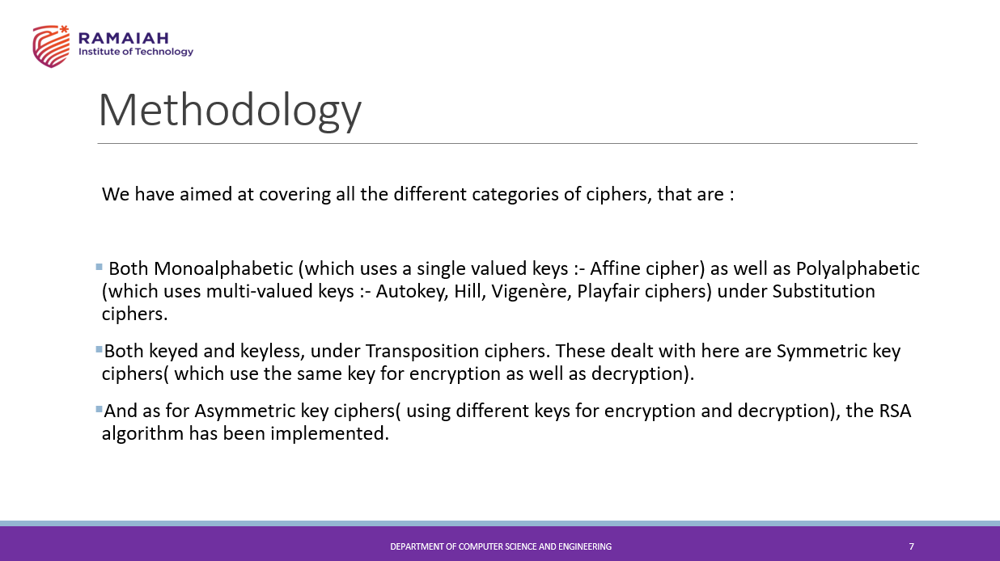 RAMAIAH
Institute of Technology
Methodology
We have aimed at covering all the different categories of ciphers, that are :
▪ Both Monoalphabetic (which uses a single valued keys :- Affine cipher) as well as Polyalphabetic
(which uses multi-valued keys :- Autokey, Hill, Vigenère, Playfair ciphers) under Substitution
ciphers.
▪Both keyed and keyless, under Transposition ciphers. These dealt with here are Symmetric key
ciphers( which use the same key for encryption as well as decryption).
▪And as for Asymmetric key ciphers( using different keys for encryption and decryption), the RSA
algorithm has been implemented.
DEPARTMENT OF COMPUTER SCIENCE AND ENGINEERING
7